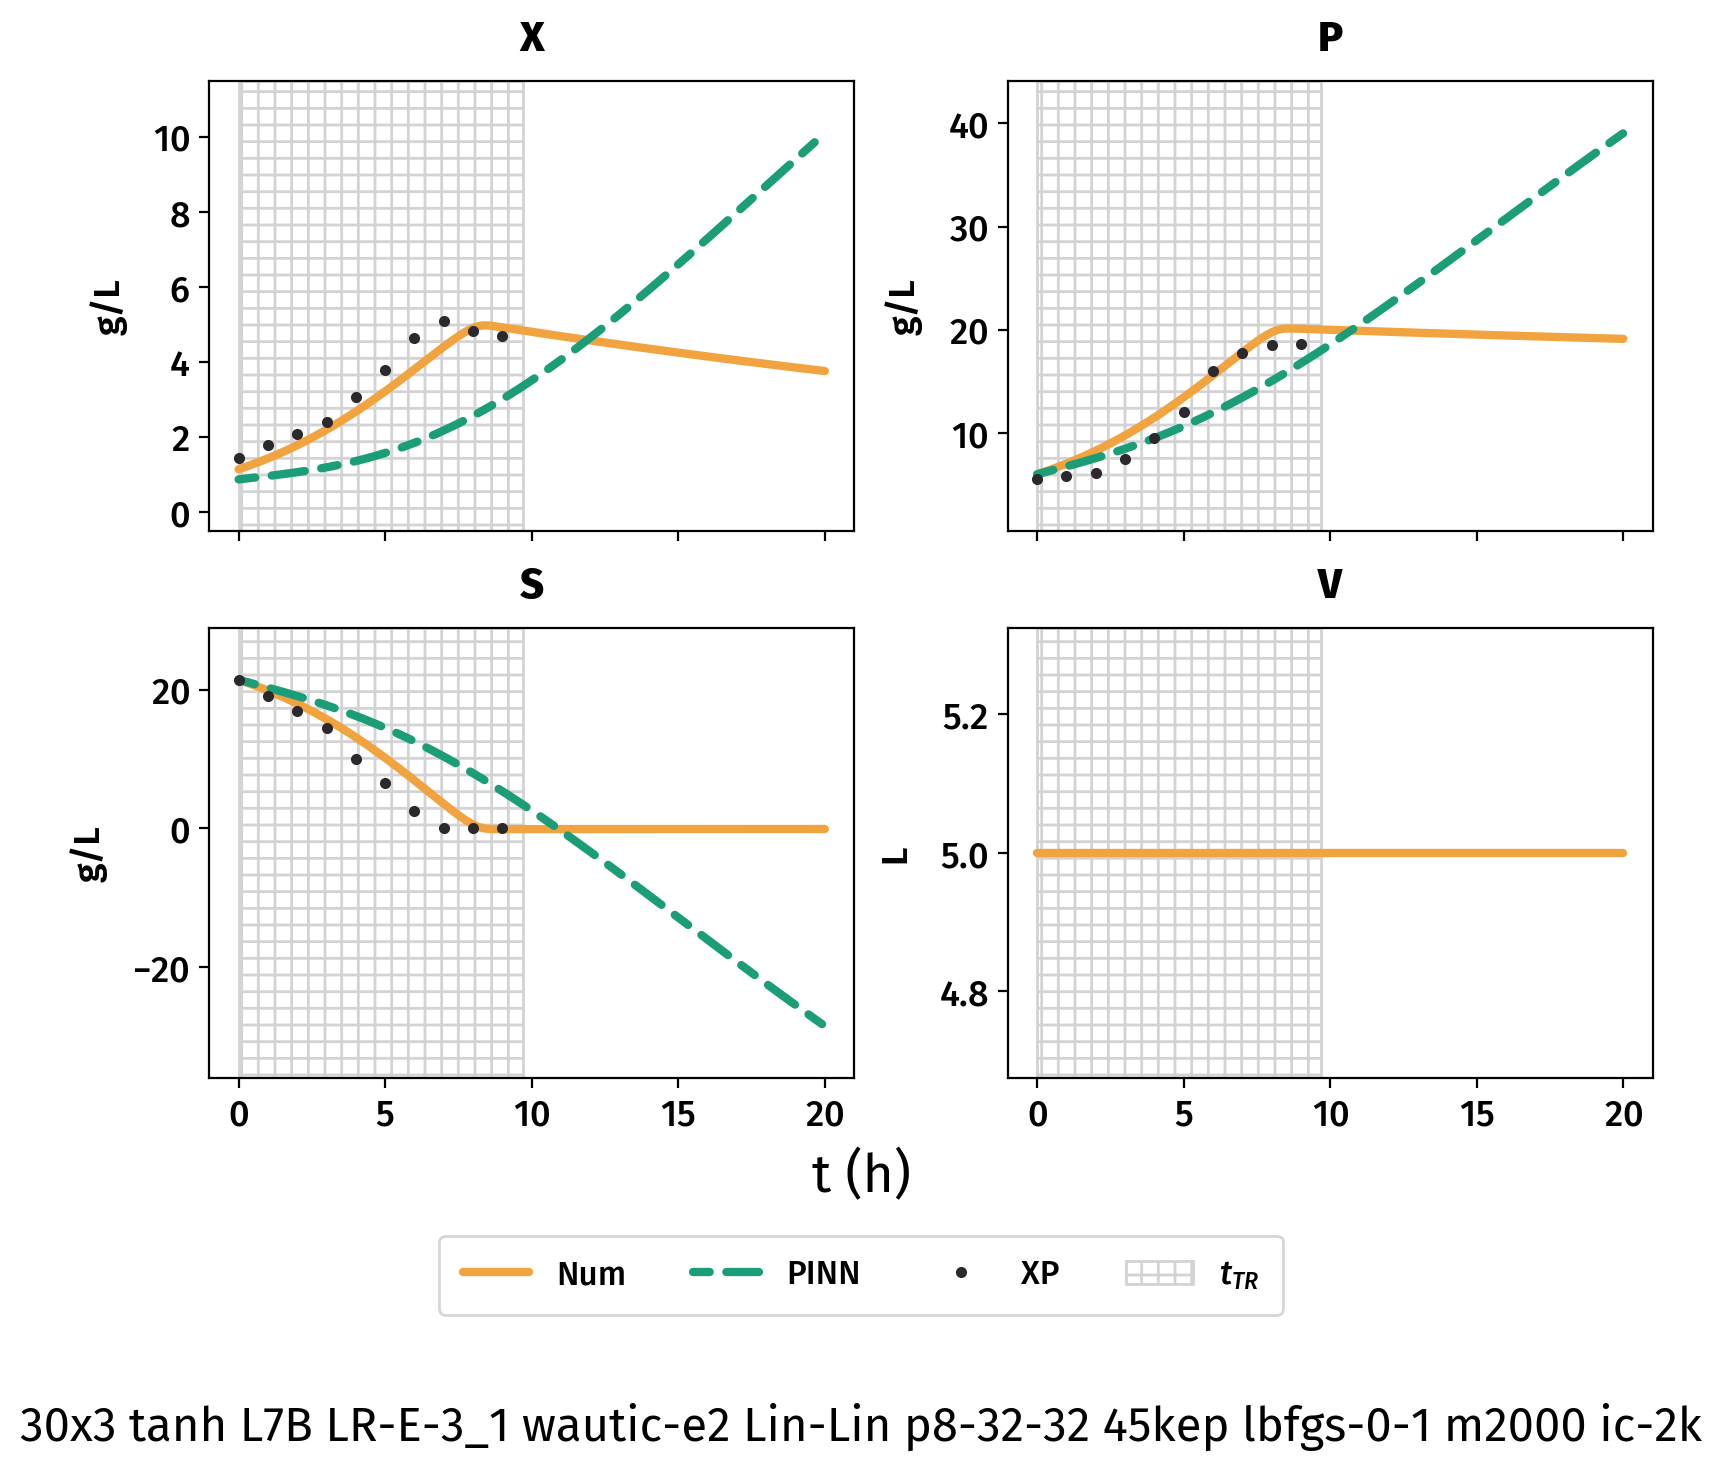 X
P
10
8
6
4
2
0
g/L
40
30
20
10
g/L
S
V
20
0
−20
g/L
5.2
5.0
4.8
L
0 5 10 15 20
0 5 10 15 20
t (h)
Num PINN XP tTR
30x3 tanh L7B LR-E-3_1 wautic-e2 Lin-Lin p8-32-32 45kep lbfgs-0-1 m2000 ic-2k